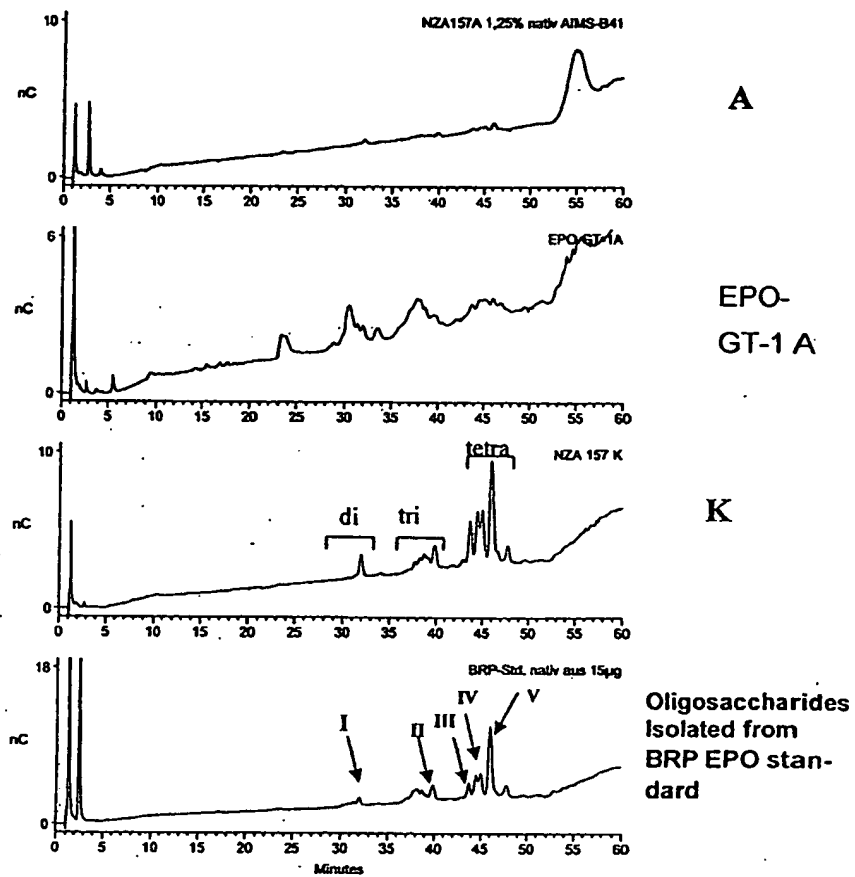 10
NZA157A 1,25% nativ AIMS-B41
nC
A
0
0 5 10 15 20 25 30 35 40 45 50 55 60
6
EPO-GT-1A
nC
EPO-
GT-1 A
0
0 5 10 15 20 25 30 35 40 45 50 55 60
10
tetra
NZA 157 K
nC
di
tri
K
0
0 5 10 15 20 25 30 35 40 45 50 55 60
18
BRP-Std. nativ aus 15µg
nC
I
II
III
IV
V
Oligosaccharides
Isolated from
BRP EPO stan-
dard
0
0 5 10 15 20 25 30 35 40 45 50 55 60
Minutes